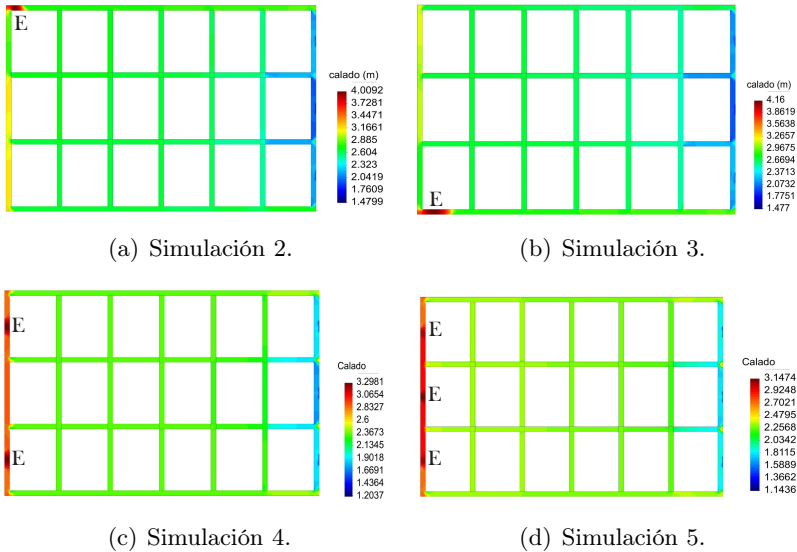 E
calado (m)
4.0092
3.7281
3.4471
3.1661
2.885
2.604
2.323
2.0419
1.7609
1.4799
(a) Simulación 2.
E
calado (m)
4.16
3.8619
3.5638
3.2657
2.9675
2.6694
2.3713
2.0732
1.7751
1.477
(b) Simulación 3.
E
E
Calado
3.2981
3.0654
2.8327
2.6
2.3673
2.1345
1.9018
1.6691
1.4364
1.2037
(c) Simulación 4.
E
E
E
Calado
3.1474
2.9248
2.7021
2.4795
2.2568
2.0342
1.8115
1.5889
1.3662
1.1436
(d) Simulación 5.